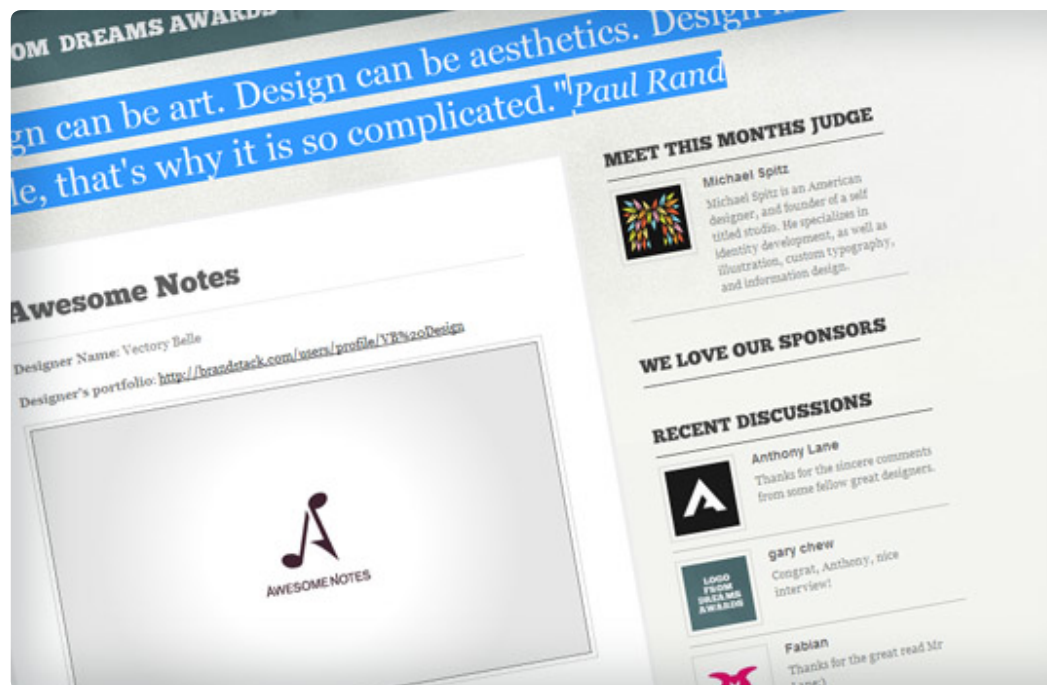 OM DREAMS AWARDS
gn can be art. Design can be aesthetics. Design
le, that's why it is so complicated." Paul Rand
Awesome Notes
Designer Name: Vectory Belle
Designer's portfolio: http://brandstack.com/users/profile/VB%20Design
AWESOMENOTES
MEET THIS MONTHS JUDGE
Michael Spitz
Michael Spitz is an American
designer, and founder of a self
titled studio. He specializes in
identity development, as well as
illustration, custom typography,
and information design.
WE LOVE OUR SPONSORS
RECENT DISCUSSIONS
Anthony Lane
Thanks for the sincere comments
from some fellow great designers.
LOGO
FROM
DREAMS
AWARDS
gary chew
Congrat, Anthony, nice
interview!
Fabian
Thanks for the great read Mr